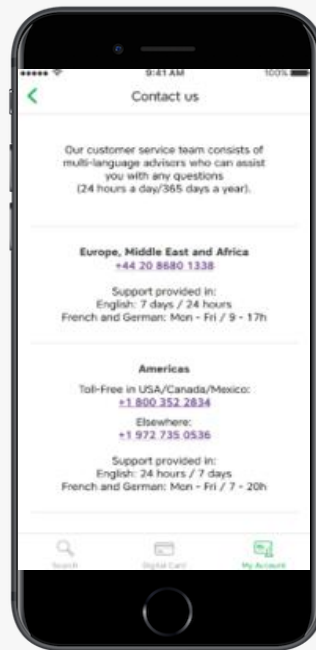 9:41 AM
100%
Contact us
Our customer service team consists of
multi-language advisors who can assist
you with any questions
(24 hours a day/365 days a year).
Europe, Middle East and Africa
+44 20 8680 1338
Support provided in:
English: 7 days / 24 hours
French and German: Mon - Fri / 9 - 17h
Americas
Toll-Free in USA/Canada/Mexico:
+1 800 352 2834
Elsewhere:
+1 972 735 0536
Support provided in:
English: 24 hours / 7 days
French and German: Mon - Fri / 7 - 20h
Search
Digital Card
My Account